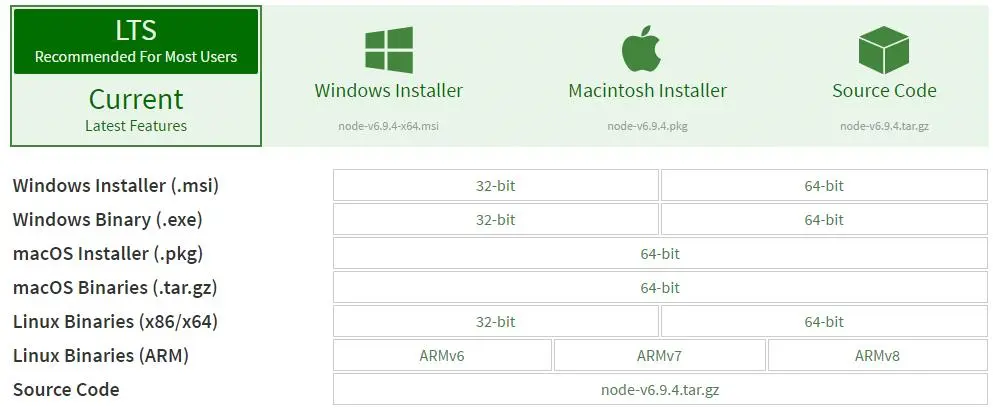 LTS
Recommended For Most Users
Current
Latest Features
Windows Installer
node-v6.9.4-x64.msi
Macintosh Installer
node-v6.9.4.pkg
Source Code
node-v6.9.4.tar.gz
Windows Installer (.msi) 32-bit 64-bit
Windows Binary (.exe) 32-bit 64-bit
macOS Installer (.pkg) 64-bit
macOS Binaries (.tar.gz) 64-bit
Linux Binaries (x86/x64) 32-bit 64-bit
Linux Binaries (ARM) ARMv6 ARMv7 ARMv8
Source Code node-v6.9.4.tar.gz